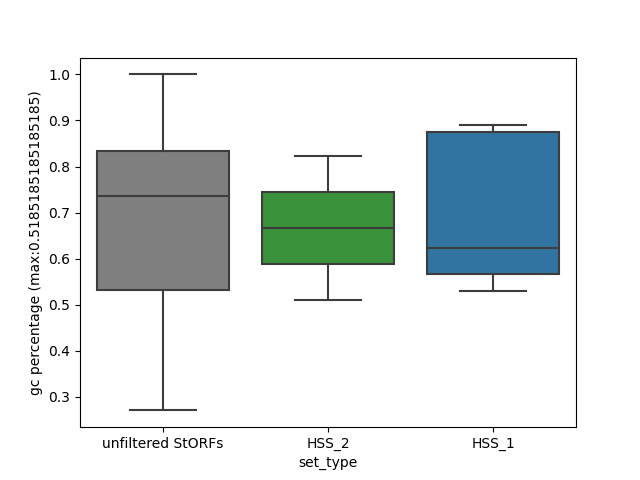 gc percentage (max:0.5185185185185185)
1.0
0.9
0.8
0.7
0.6
0.5
0.4
0.3
unfiltered StORFs
HSS_2
HSS_1
set_type